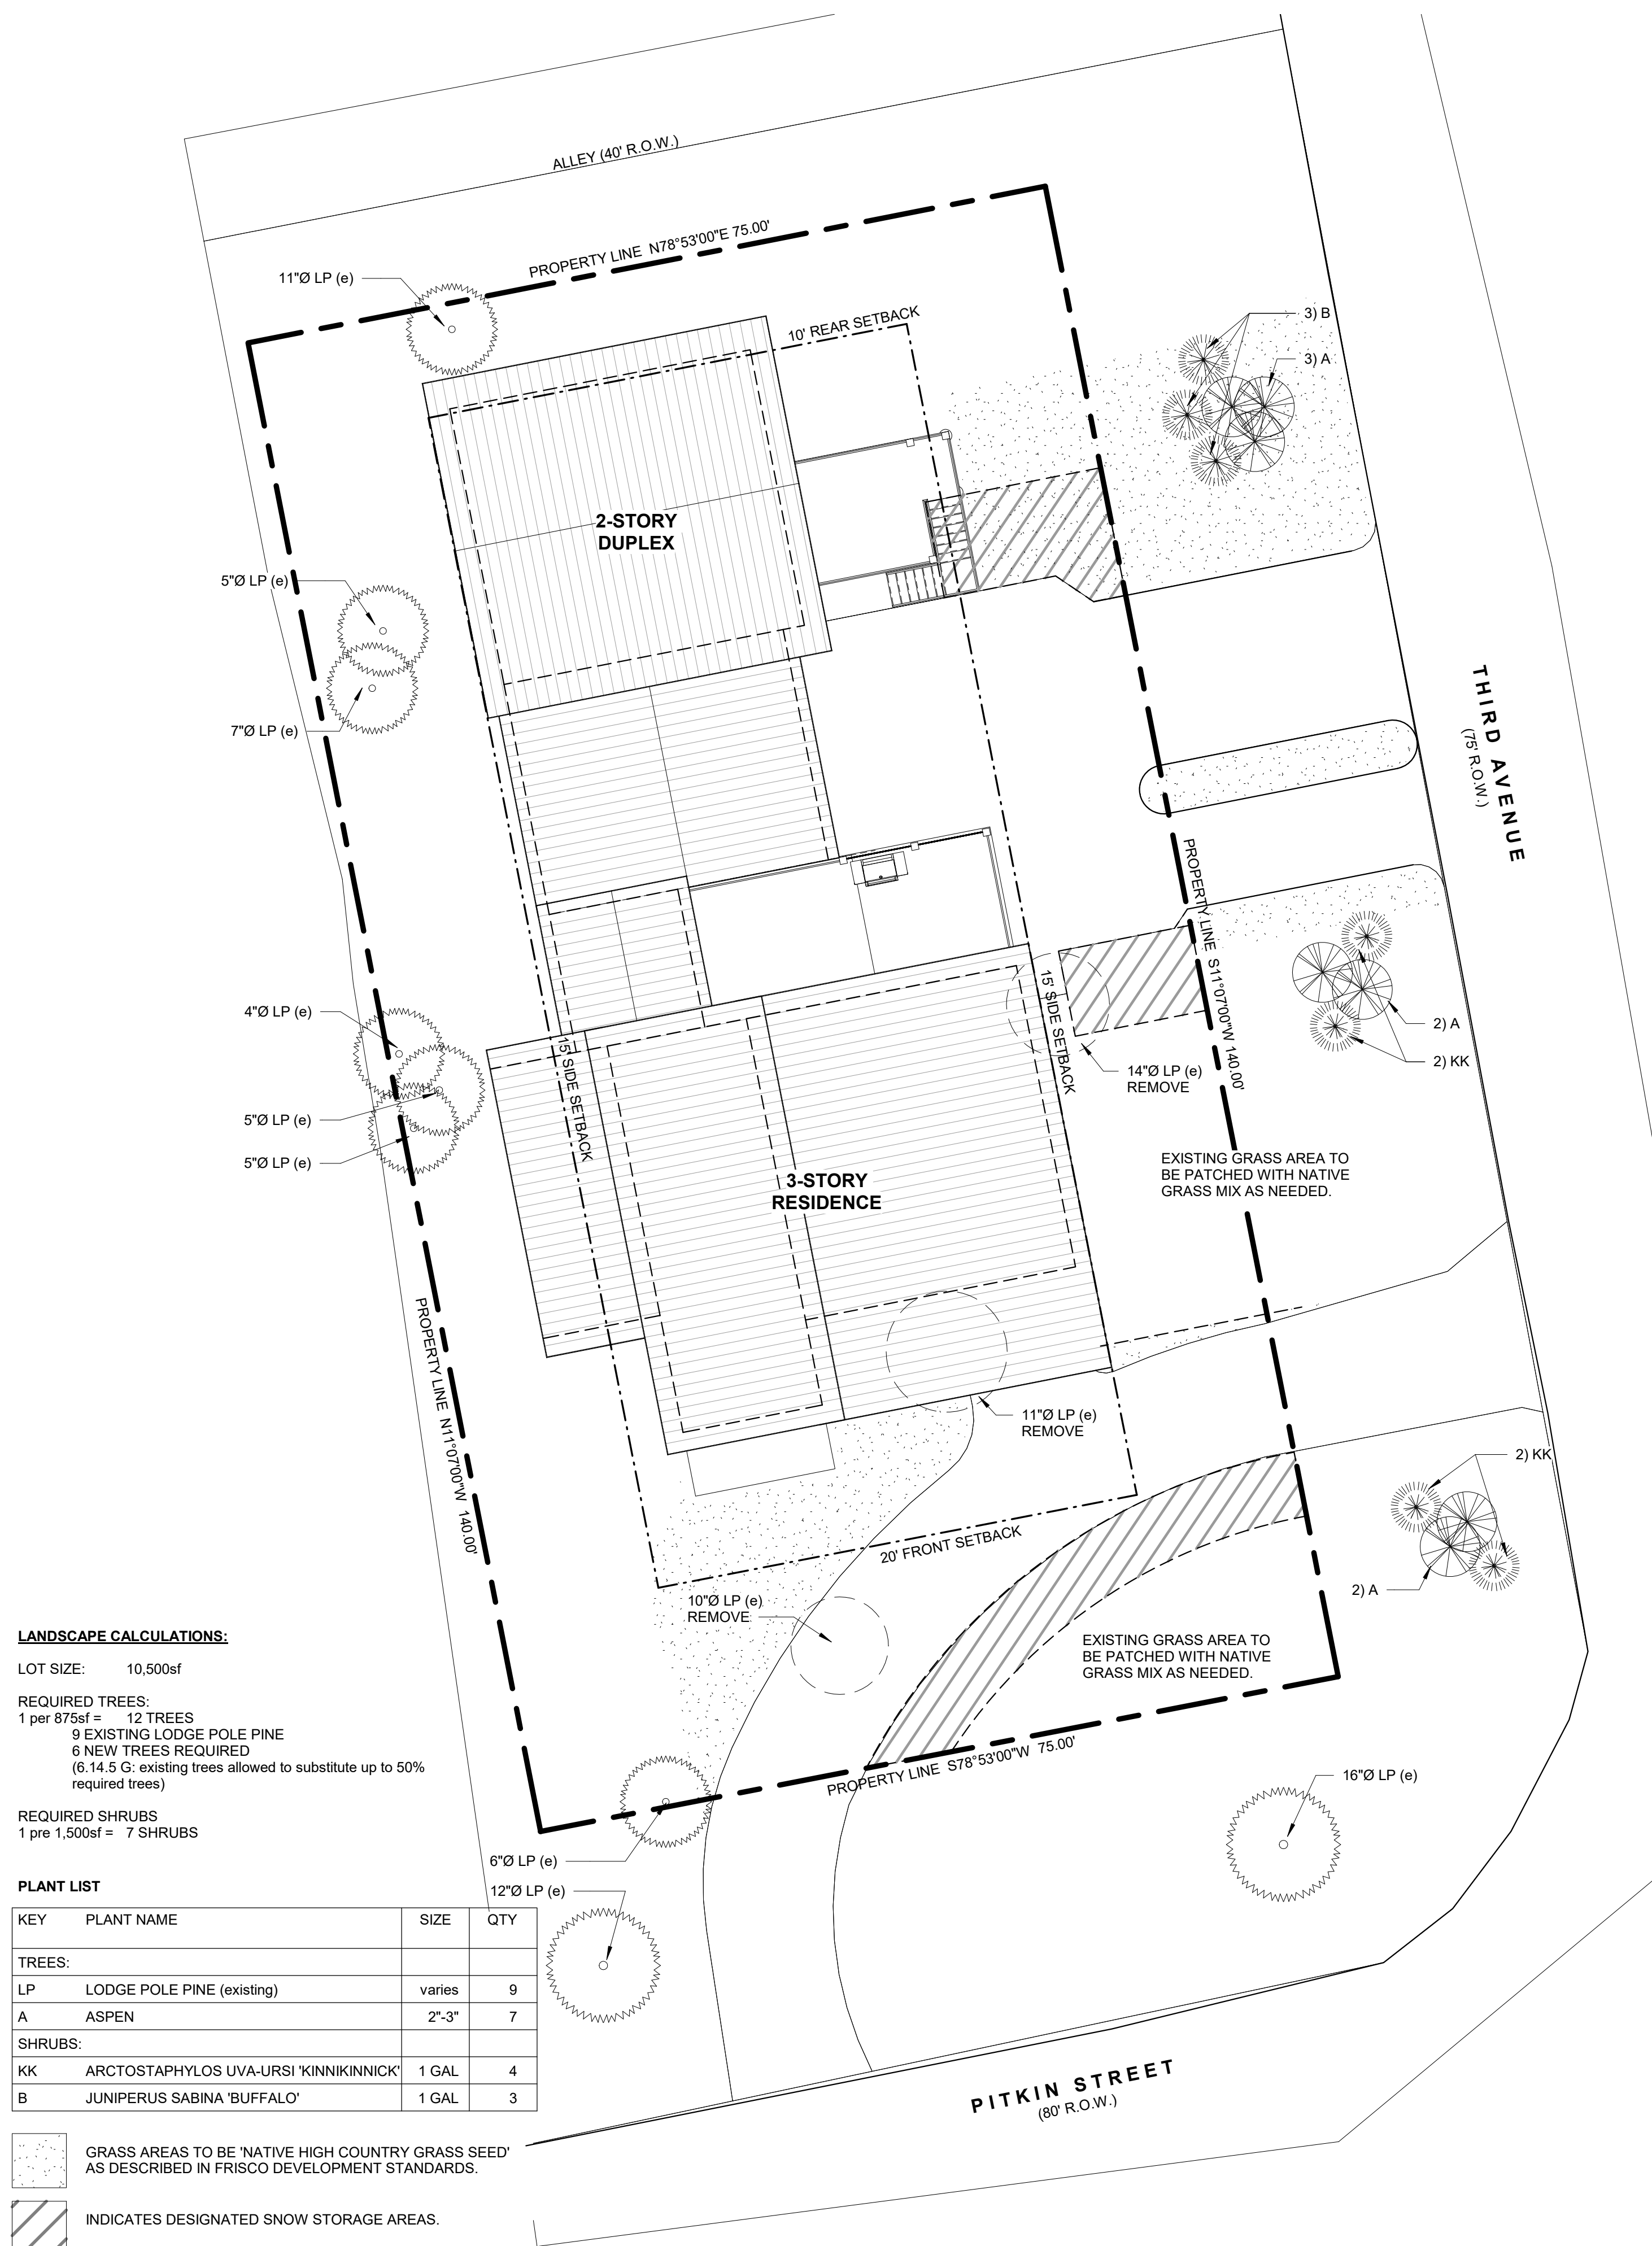 ALLEY (40' R.O.W.)
PROPERTY LINE N78°53'00"E 75.00'
11"Ø LP (e)
10' REAR SETBACK
3) B
3) A
2-STORY
DUPLEX
5"Ø LP (e)
7"Ø LP (e)
THIRD AVENUE
(75' R.O.W.)
PROPERTY LINE S11°07'00"W 140.00'
4"Ø LP (e)
15' SIDE SETBACK
15' SIDE SETBACK
2) A
2) KK
14"Ø LP (e)
REMOVE
5"Ø LP (e)
5"Ø LP (e)
EXISTING GRASS AREA TO
BE PATCHED WITH NATIVE
GRASS MIX AS NEEDED.
3-STORY
RESIDENCE
PROPERTY LINE N11°07'00"W 140.00'
11"Ø LP (e)
REMOVE
2) KK
20' FRONT SETBACK
2) A
10"Ø LP (e)
REMOVE
EXISTING GRASS AREA TO
BE PATCHED WITH NATIVE
GRASS MIX AS NEEDED.
PROPERTY LINE S78°53'00"W 75.00'
16"Ø LP (e)
6"Ø LP (e)
12"Ø LP (e)
PITKIN STREET
(80' R.O.W.)
LANDSCAPE CALCULATIONS:
LOT SIZE: 10,500sf
REQUIRED TREES:
1 per 875sf = 12 TREES
9 EXISTING LODGE POLE PINE
6 NEW TREES REQUIRED
(6.14.5 G: existing trees allowed to substitute up to 50%
required trees)
REQUIRED SHRUBS
1 pre 1,500sf = 7 SHRUBS
PLANT LIST
KEY PLANT NAME SIZE QTY
TREES:
LP LODGE POLE PINE (existing) varies 9
A ASPEN 2"-3" 7
SHRUBS:
KK ARCTOSTAPHYLOS UVA-URSI 'KINNIKINNICK' 1 GAL 4
B JUNIPERUS SABINA 'BUFFALO' 1 GAL 3
GRASS AREAS TO BE 'NATIVE HIGH COUNTRY GRASS SEED'
AS DESCRIBED IN FRISCO DEVELOPMENT STANDARDS.
INDICATES DESIGNATED SNOW STORAGE AREAS.